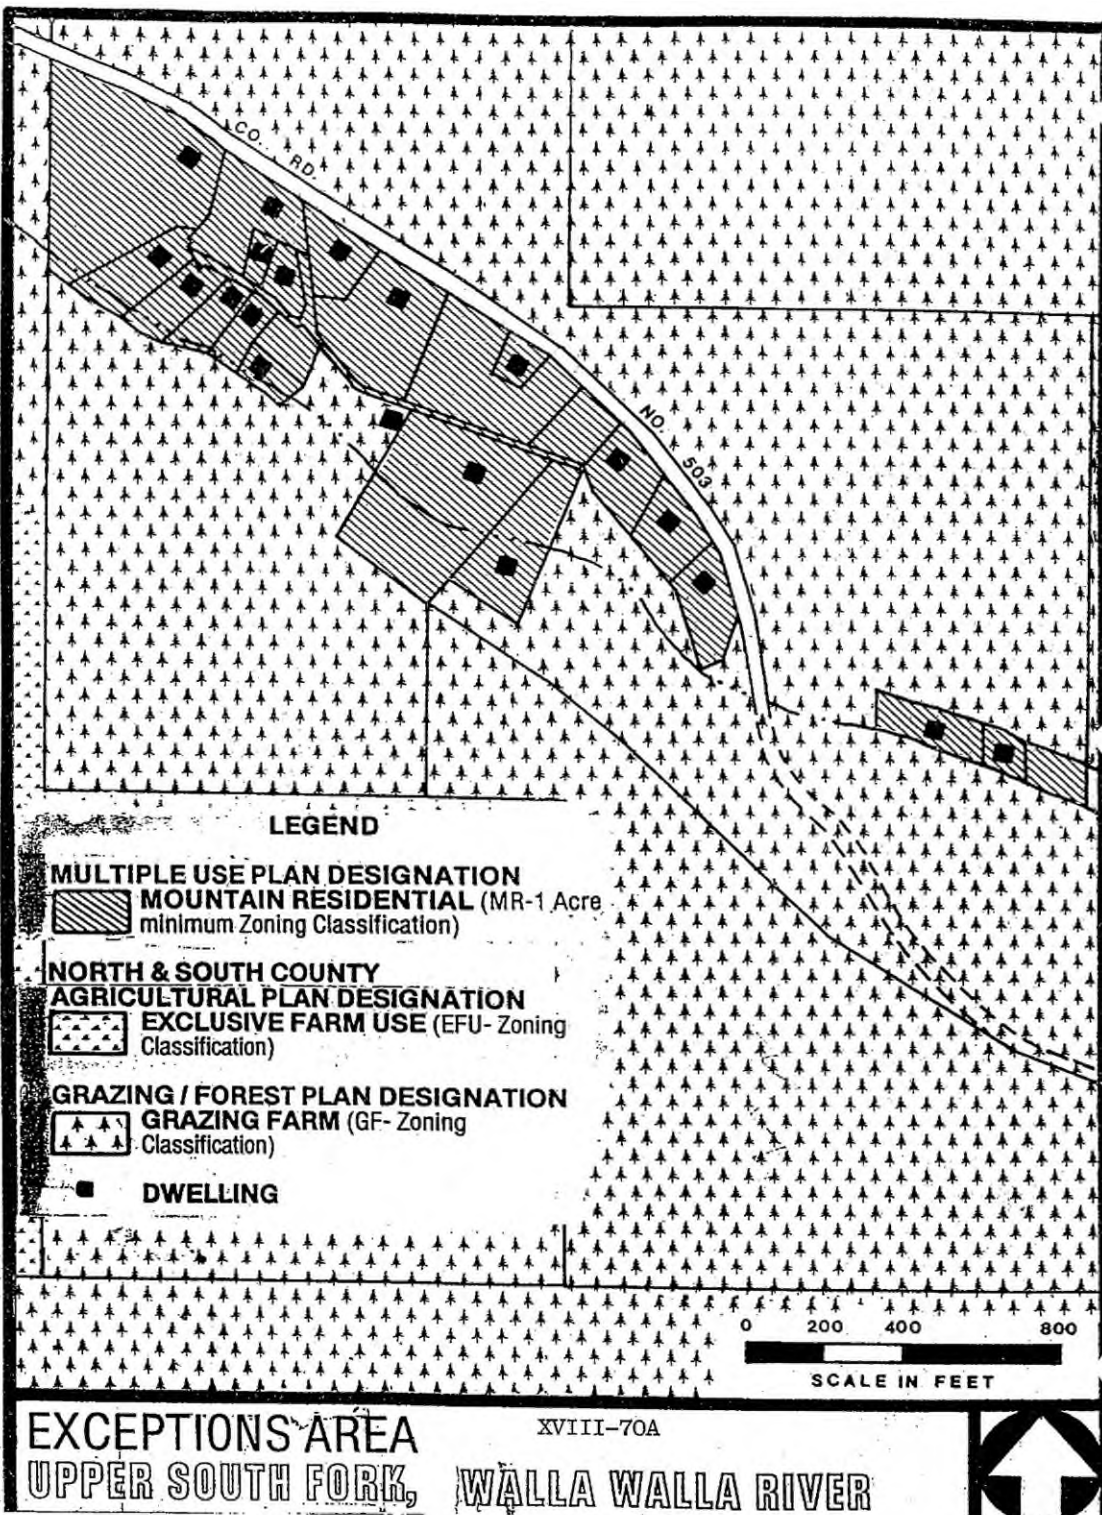 CO. RD.
NO. 503
LEGEND
MULTIPLE USE PLAN DESIGNATION
MOUNTAIN RESIDENTIAL (MR-1 Acre
minimum Zoning Classification)
NORTH & SOUTH COUNTY
AGRICULTURAL PLAN DESIGNATION
EXCLUSIVE FARM USE (EFU- Zoning
Classification)
GRAZING / FOREST PLAN DESIGNATION
GRAZING FARM (GF- Zoning
Classification)
DWELLING
0 200 400 800
SCALE IN FEET
EXCEPTIONS AREA
XVIII-70A
UPPER SOUTH FORK, WALLA WALLA RIVER